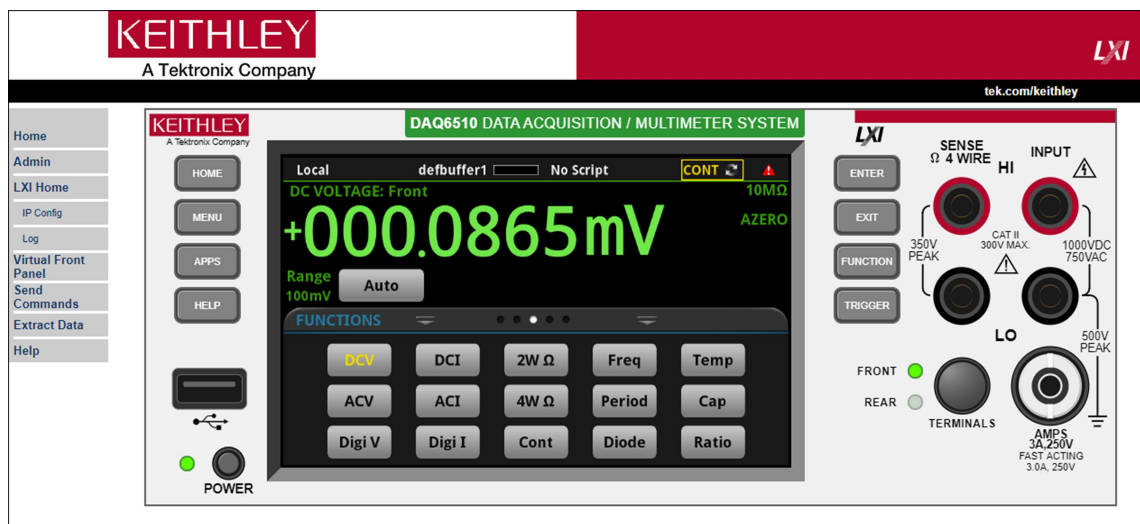 KEITHLEY
A Tektronix Company
LXI
tek.com/keithley
Home
Admin
LXI Home
IP Config
Log
Virtual Front
Panel
Send
Commands
Extract Data
Help
KEITHLEY
A Tektronix Company
DAQ6510 DATA ACQUISITION / MULTIMETER SYSTEM
LXI
HOME
MENU
APPS
HELP
POWER
Local defbuffer1 No Script CONT
DC VOLTAGE: Front 10MΩ
+000.0865mV AZERO
Range
100mV
Auto
FUNCTIONS
DCV DCI 2W Ω Freq Temp
ACV ACI 4W Ω Period Cap
Digi V Digi I Cont Diode Ratio
ENTER
EXIT
FUNCTION
TRIGGER
SENSE
Ω 4 WIRE
HI
INPUT
350V
PEAK
CAT II
300V MAX.
1000VDC
750VAC
LO
500V
PEAK
FRONT
REAR
TERMINALS
AMPS
3A,250V
FAST ACTING
3.0A, 250V